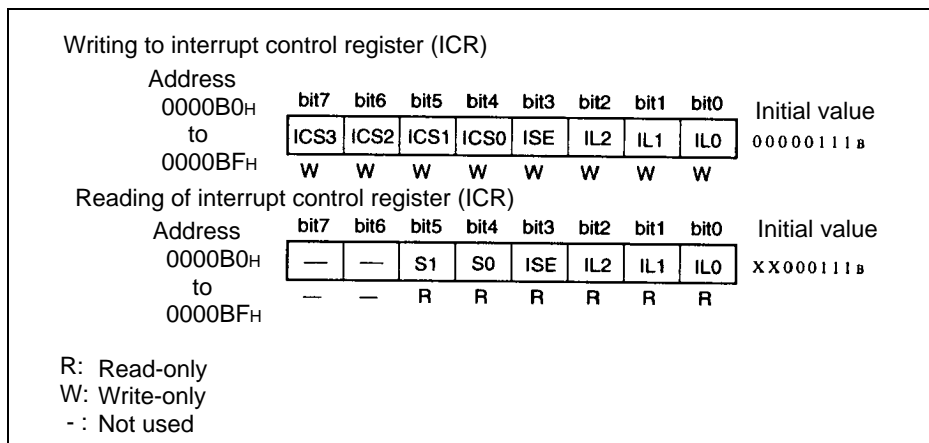 Writing to interrupt control register (ICR)
Address
0000B0H
to
0000BFH
bit7 bit6 bit5 bit4 bit3 bit2 bit1 bit0
Initial value
ICS3 ICS2 ICS1 ICS0 ISE IL2 IL1 IL0
00000111B
W W W W W W W W
Reading of interrupt control register (ICR)
Address
0000B0H
to
0000BFH
bit7 bit6 bit5 bit4 bit3 bit2 bit1 bit0
Initial value
— — S1 S0 ISE IL2 IL1 IL0
XX000111B
— — R R R R R R
R: Read-only
W: Write-only
- : Not used